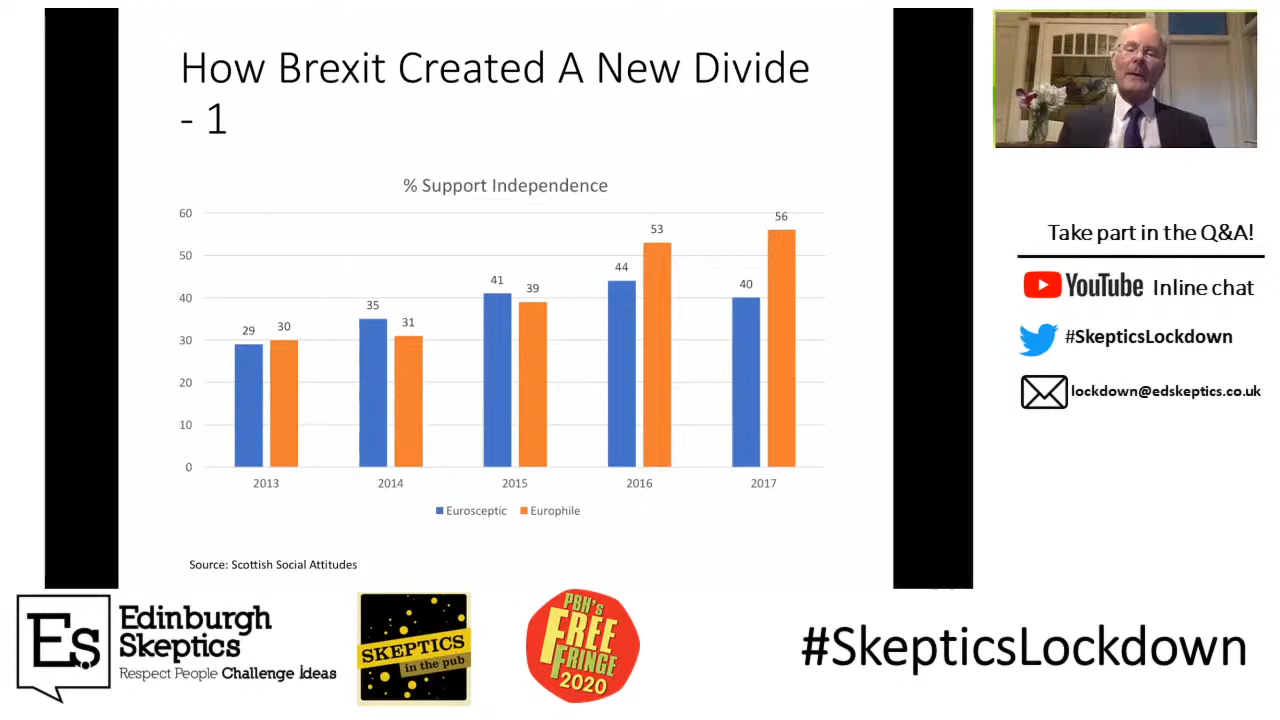 How Brexit Created A New Divide
- 1
% Support Independence
60
50
40
30
20
10
0
29
30
35
31
41
39
44
53
40
56
2013
2014
2015
2016
2017
Eurosceptic
Europhile
Source: Scottish Social Attitudes
Take part in the Q&A!
YouTube Inline chat
#SkepticsLockdown
lockdown@edskeptics.co.uk
Es
Edinburgh
Skeptics
Respect People Challenge Ideas
SKEPTICS
in the pub
PBH's
FREE
FRINGE
2020
#SkepticsLockdown